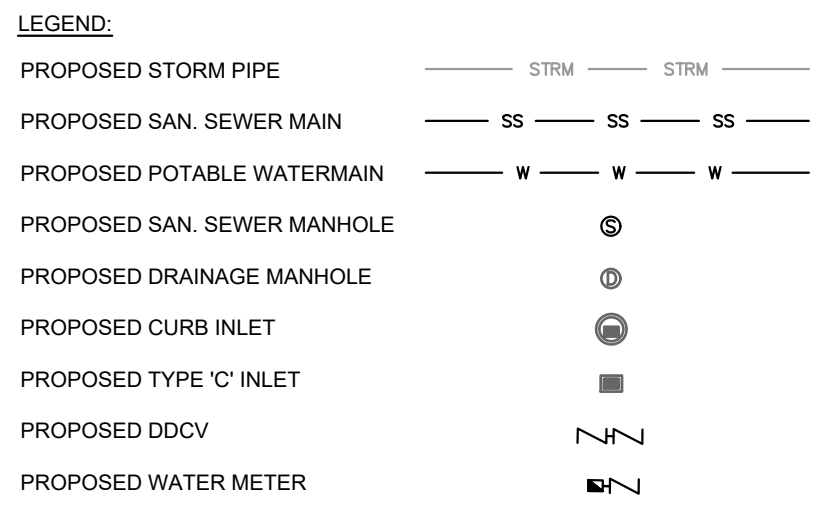 LEGEND:
PROPOSED STORM PIPE STRM STRM
PROPOSED SAN. SEWER MAIN SS SS SS
PROPOSED POTABLE WATERMAIN W W W
PROPOSED SAN. SEWER MANHOLE S
PROPOSED DRAINAGE MANHOLE D
PROPOSED CURB INLET
PROPOSED TYPE 'C' INLET
PROPOSED DDCV
PROPOSED WATER METER